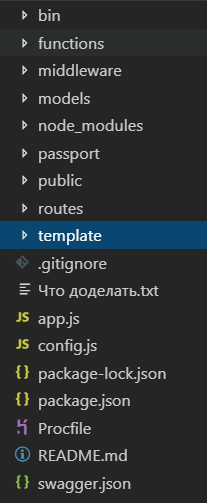 bin
functions
middleware
models
node_modules
passport
public
routes
template
.gitignore
Что доделать.txt
JS app.js
JS config.js
{} package-lock.json
{} package.json
Procfile
README.md
{} swagger.json